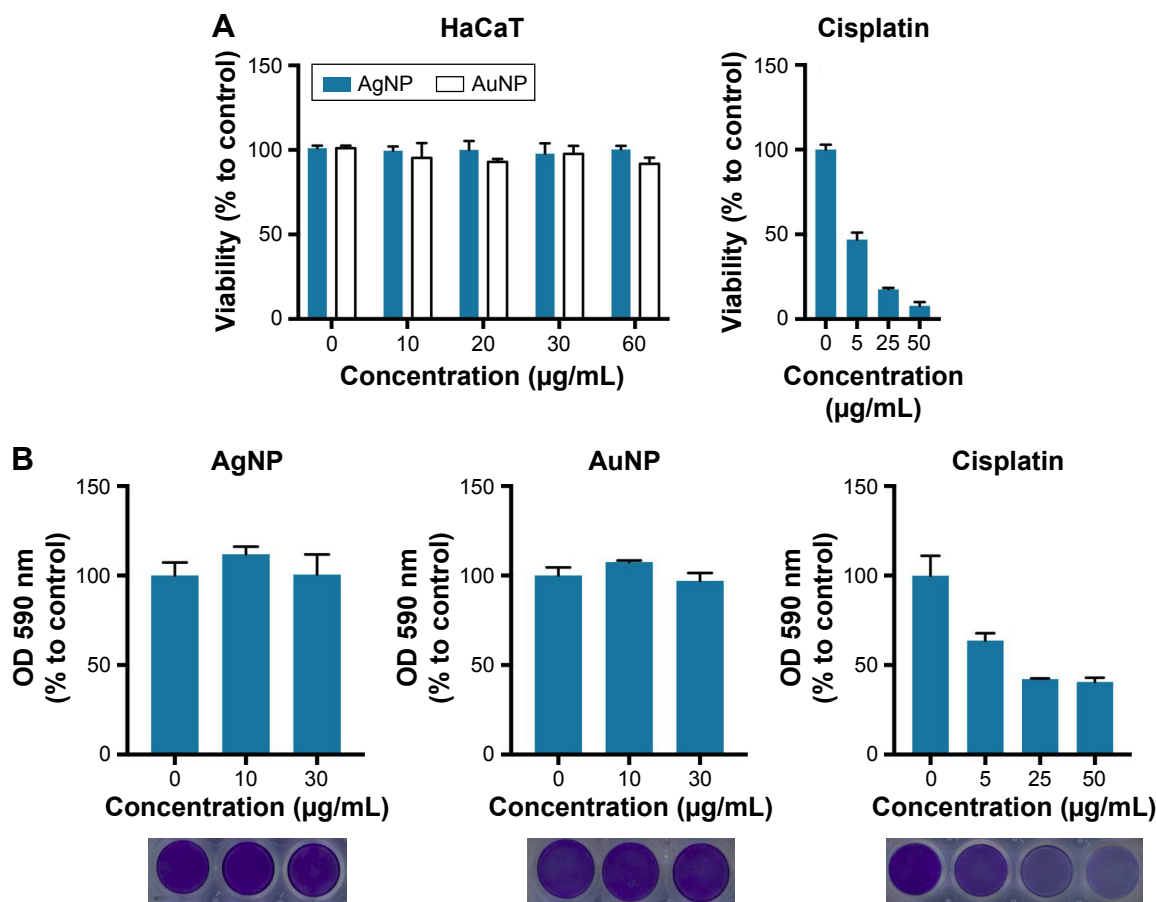 A
HaCaT
Cisplatin
Viability (% to control)
150
100
50
0
AgNP
AuNP
0 10 20 30 60
Concentration (µg/mL)
Viability (% to control)
150
100
50
0
0 5 25 50
Concentration
(µg/mL)
B
AgNP
AuNP
Cisplatin
OD 590 nm
(% to control)
150
100
50
0
0 10 30
Concentration (µg/mL)
OD 590 nm
(% to control)
150
100
50
0
0 10 30
Concentration (µg/mL)
OD 590 nm
(% to control)
150
100
50
0
0 5 25 50
Concentration (µg/mL)